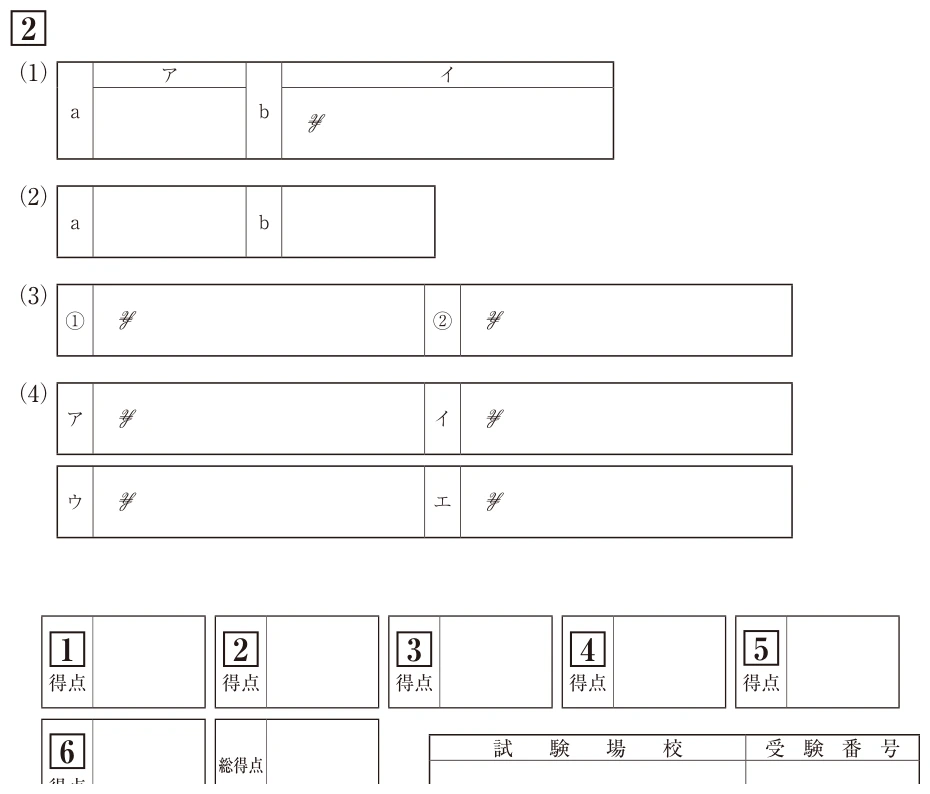 2
(1) ア イ
a b ¥
(2) a b
(3) ① ¥ ② ¥
(4) ア ¥ イ ¥
ウ ¥ エ ¥
1 得点 2 得点 3 得点 4 得点 5 得点
6 得点 総得点
試験場校 受験番号